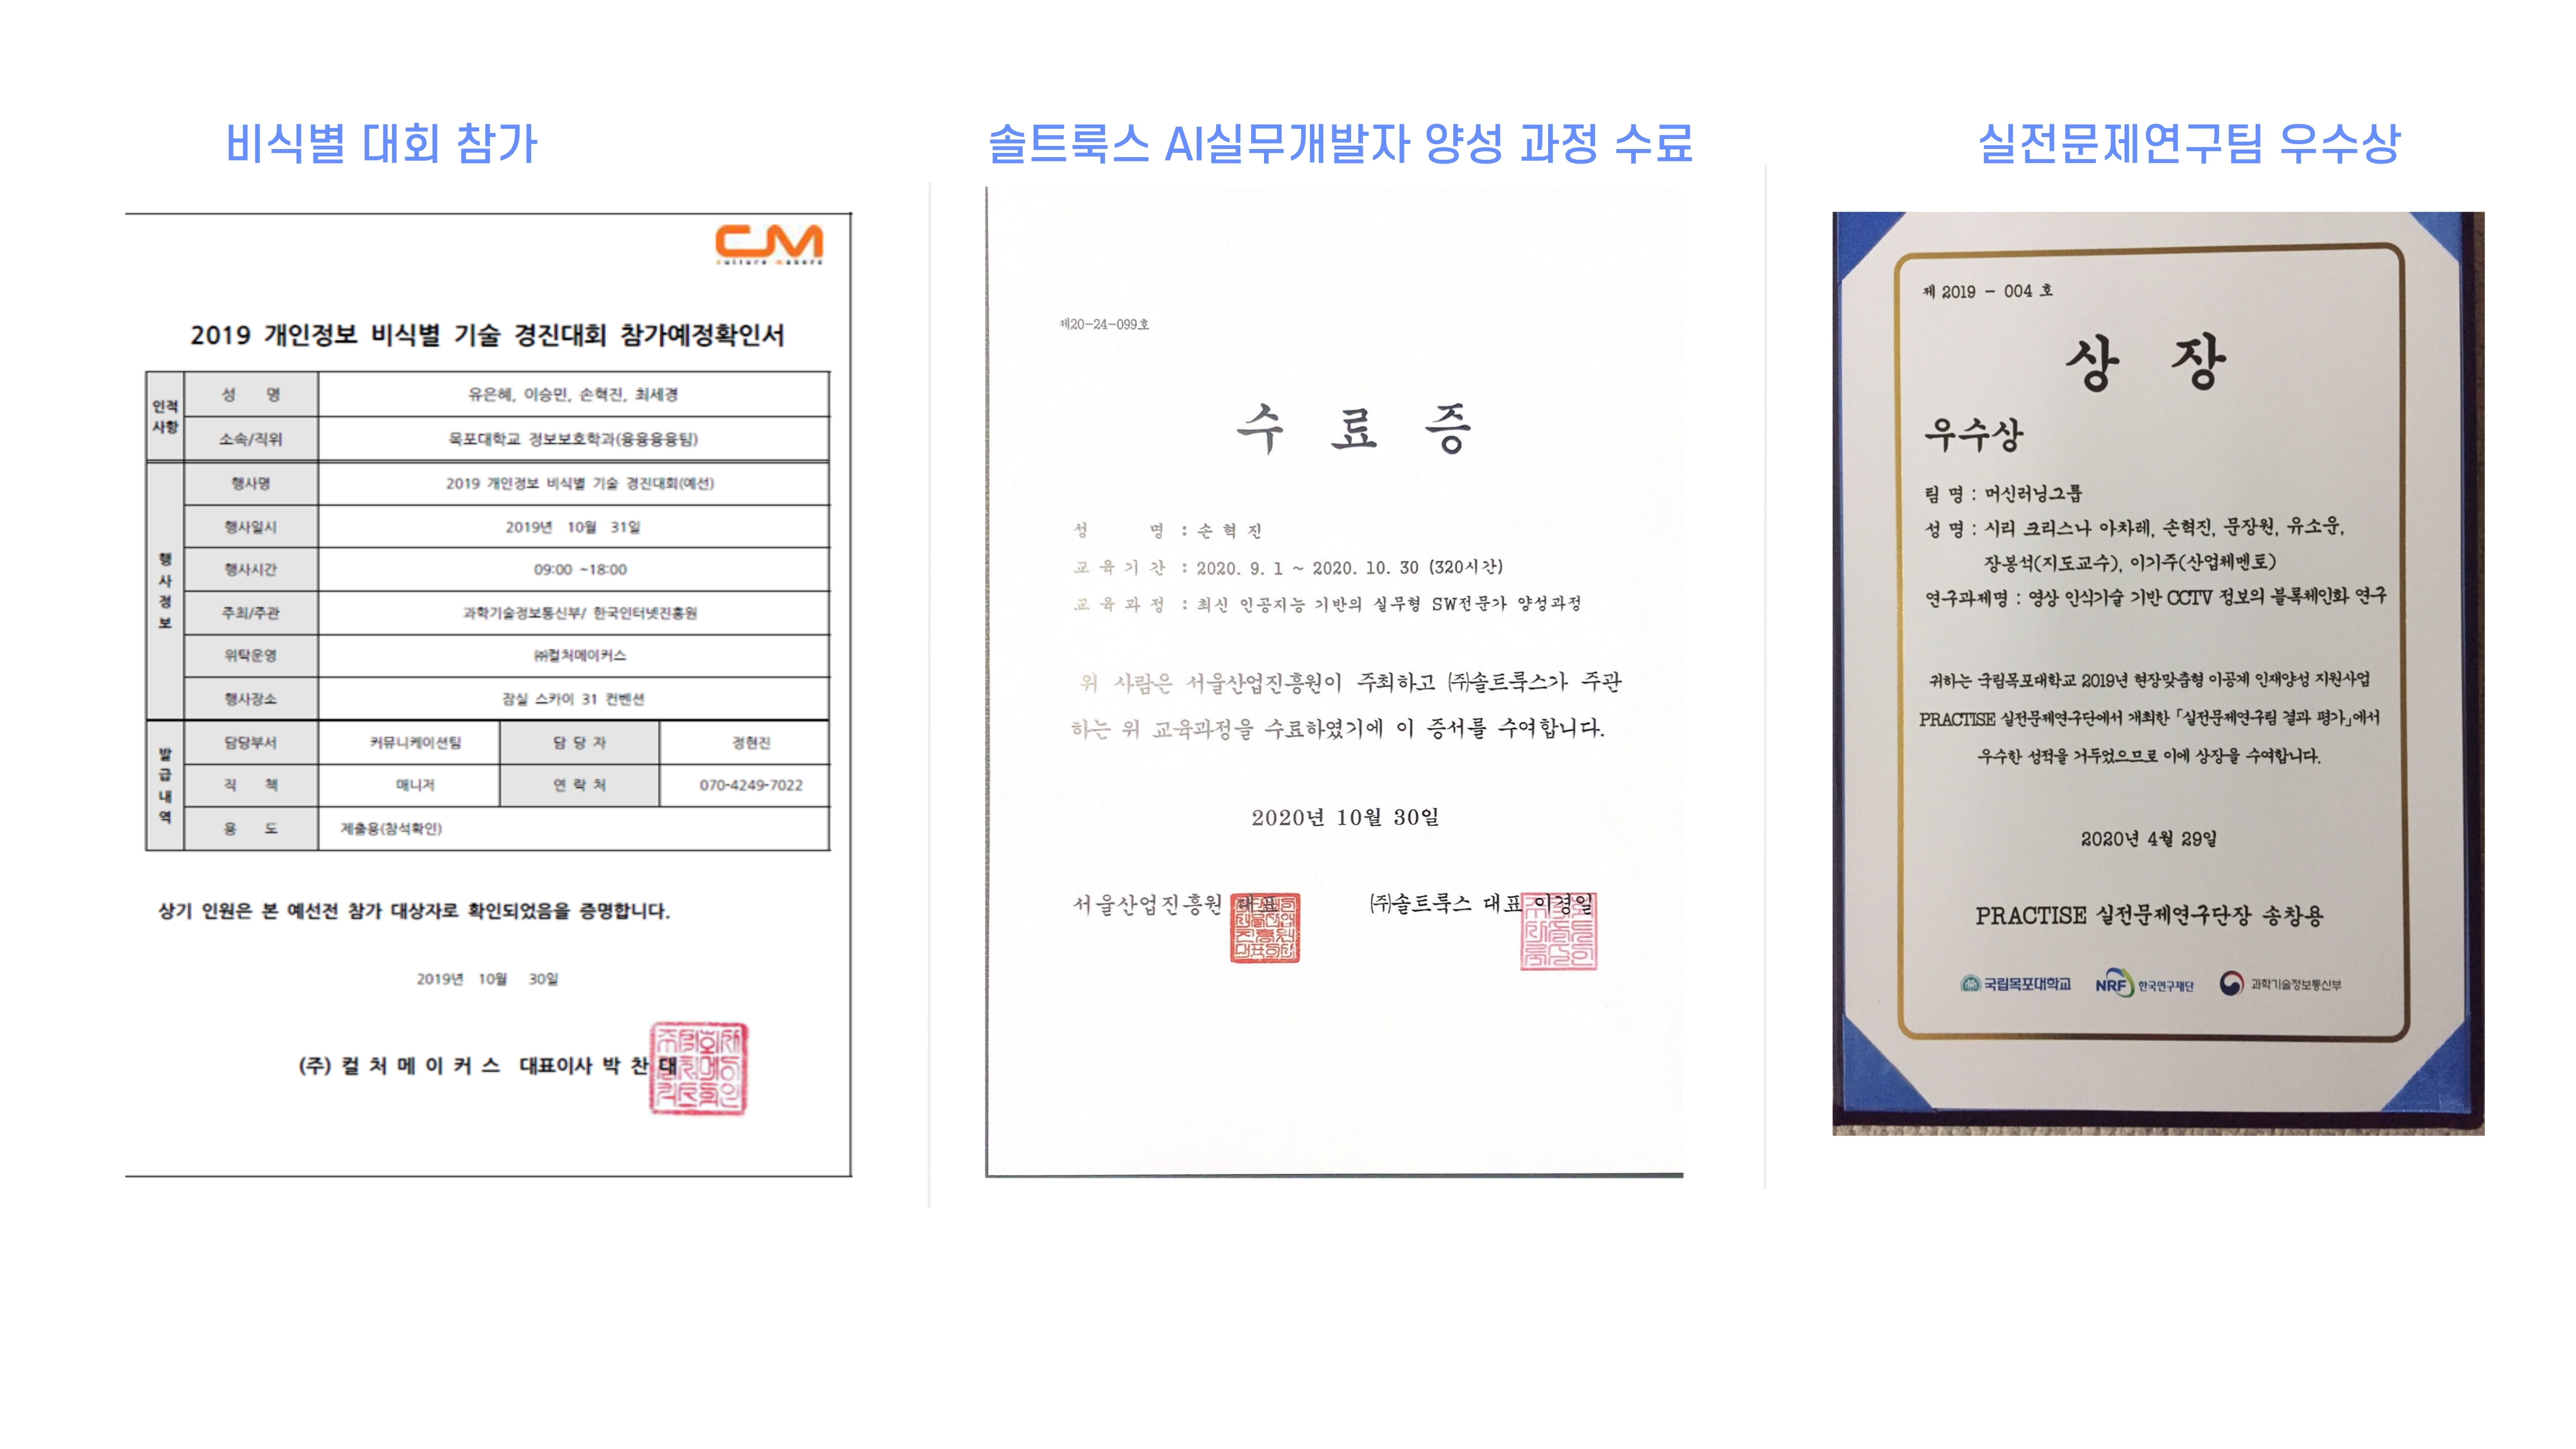 비식별 대회 참가
CM
culture makers
2019 개인정보 비식별 기술 경진대회 참가예정확인서
인적사항
성 명 유은혜, 이승민, 손혁진, 최세경
소속/직위 목포대학교 정보보호학과(융융융융팀)
행사정보
행사명 2019 개인정보 비식별 기술 경진대회(예선)
행사일시 2019년 10월 31일
행사시간 09:00 ~18:00
주최/주관 과학기술정보통신부/ 한국인터넷진흥원
위탁운영 ㈜컬처메이커스
행사장소 잠실 스카이 31 컨벤션
발급내역
담당부서 커뮤니케이션팀 담 당 자 정현진
직 책 매니저 연 락 처 070-4249-7022
용 도 제출용(참석확인)
상기 인원은 본 예선전 참가 대상자로 확인되었음을 증명합니다.
2019년 10월 30일
(주) 컬 처 메 이 커 스 대표이사 박 찬 대
솔트룩스 AI실무개발자 양성 과정 수료
제20-24-099호
수 료 증
성 명 : 손 혁 진
교 육 기 간 : 2020. 9. 1 ~ 2020. 10. 30 (320시간)
교 육 과 정 : 최신 인공지능 기반의 실무형 SW전문가 양성과정
위 사람은 서울산업진흥원이 주최하고 ㈜솔트룩스가 주관
하는 위 교육과정을 수료하였기에 이 증서를 수여합니다.
2020년 10월 30일
서울산업진흥원 대표
㈜솔트룩스 대표 이경일
실전문제연구팀 우수상
제 2019 - 004 호
상 장
우수상
팀 명 : 머신러닝그룹
성 명 : 시리 크리스나 아차레, 손혁진, 문장원, 유소운,
장봉석(지도교수), 이기주(산업체멘토)
연구과제명 : 영상 인식기술 기반 CCTV 정보의 블록체인화 연구
귀하는 국립목포대학교 2019년 현장맞춤형 이공계 인재양성 지원사업
PRACTISE 실전문제연구단에서 개최한 「실전문제연구팀 결과 평가」에서
우수한 성적을 거두었으므로 이에 상장을 수여합니다.
2020년 4월 29일
PRACTISE 실전문제연구단장 송창용
국립목포대학교 NRF 한국연구재단 과학기술정보통신부